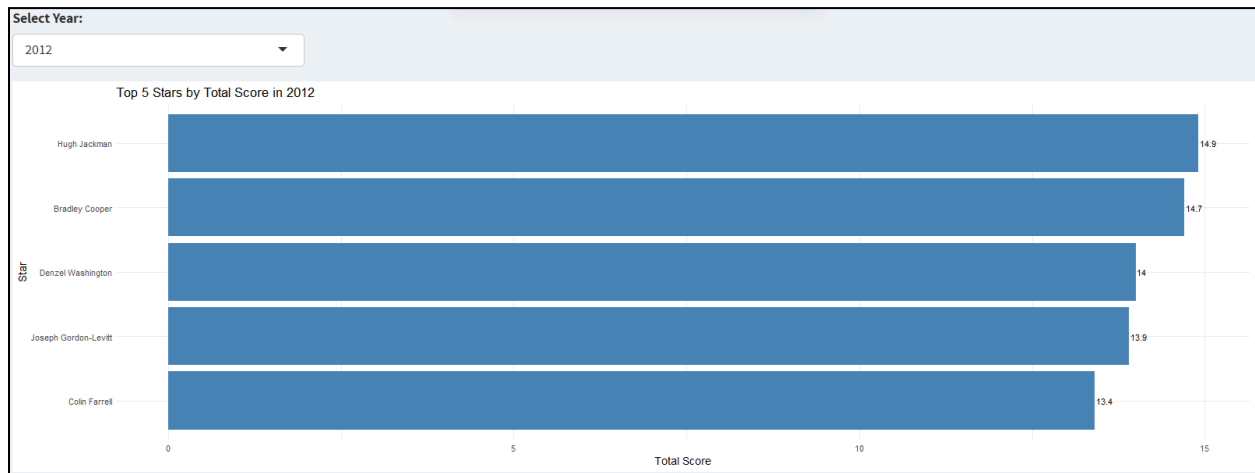 Select Year:
2012
Top 5 Stars by Total Score in 2012
Hugh Jackman
14.9
Bradley Cooper
14.7
Star
Denzel Washington
14
Joseph Gordon-Levitt
13.9
Colin Farrell
13.4
0 5 10 15
Total Score